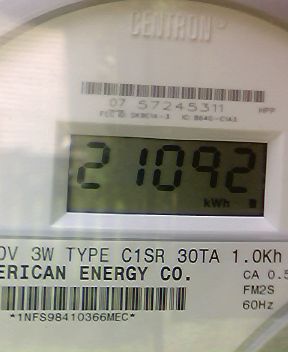 CENTRON
07 57245311
HPP
21092
kWh
0V 3W TYPE C1SR 30TA 1.0Kh
ERICAN ENERGY CO.
CA 0.5
FM2S
60Hz
*1NFS98410366MEC*